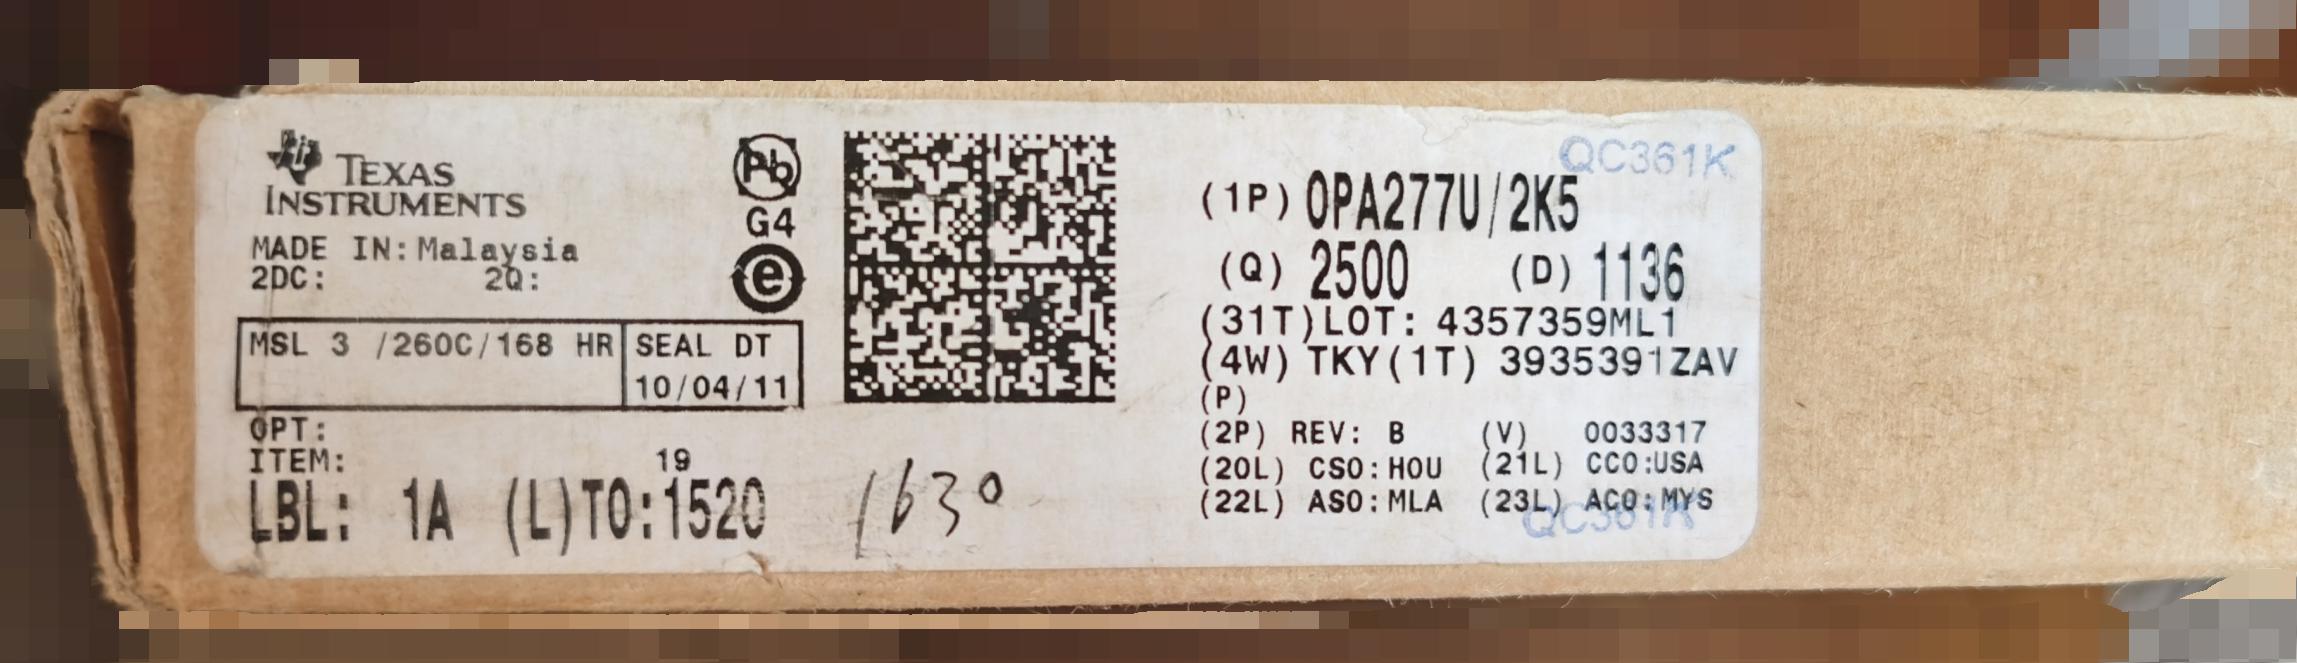 TEXAS
INSTRUMENTS
MADE IN: Malaysia
2DC: 2Q:
Pb
G4
e
MSL 3 /260C/168 HR
SEAL DT
10/04/11
OPT:
ITEM: 19
LBL: 1A (L)TO:1520
1630
QC361K
(1P) OPA277U/2K5
(Q) 2500 (D) 1136
(31T)LOT: 4357359ML1
(4W) TKY(1T) 3935391ZAV
(P)
(2P) REV: B (V) 0033317
(20L) CSO:HOU (21L) CCO:USA
(22L) ASO:MLA (23L) ACO:MYS
QC361K